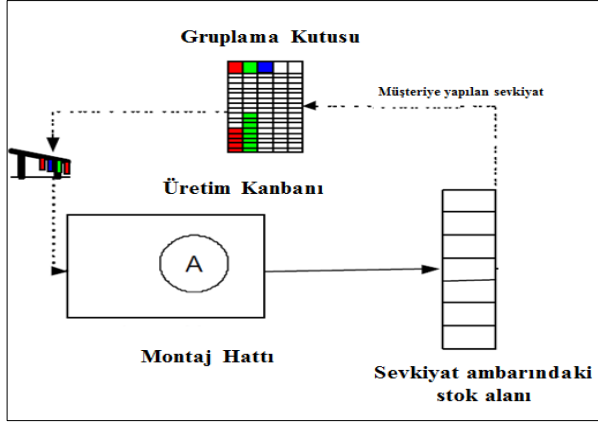 Gruplama Kutusu
Müşteriye yapılan sevkiyat
Üretim Kanbanı
A
Montaj Hattı
Sevkiyat ambarındaki
stok alanı